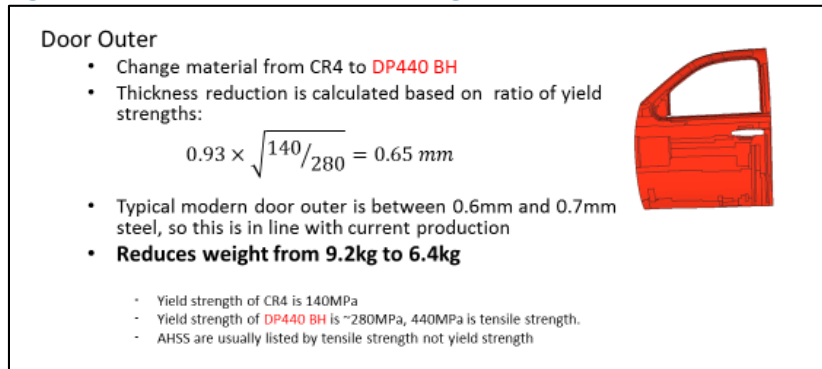 Door Outer
• Change material from CR4 to DP440 BH
• Thickness reduction is calculated based on ratio of yield
strengths:
0.93 × √140/280 = 0.65 mm
• Typical modern door outer is between 0.6mm and 0.7mm
steel, so this is in line with current production
• Reduces weight from 9.2kg to 6.4kg
- Yield strength of CR4 is 140MPa
- Yield strength of DP440 BH is ~280MPa, 440MPa is tensile strength.
- AHSS are usually listed by tensile strength not yield strength